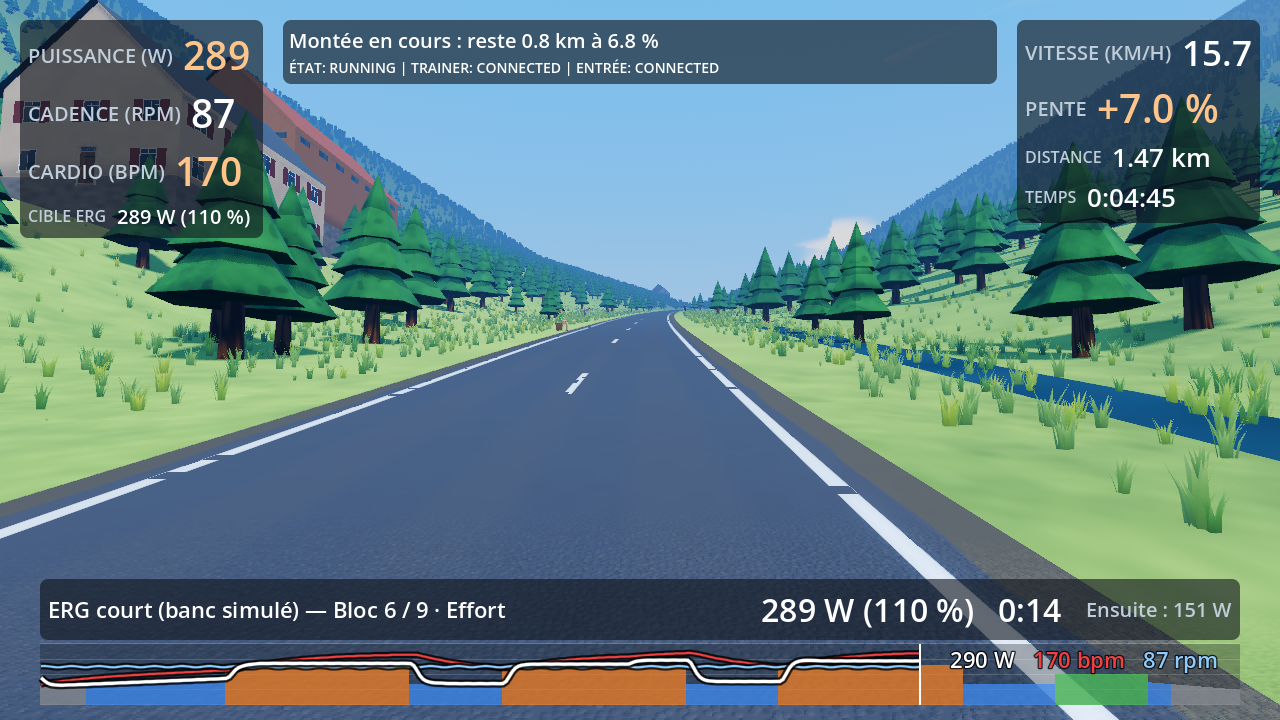 PUISSANCE (W) 289
CADENCE (RPM) 87
CARDIO (BPM) 170
CIBLE ERG 289 W (110 %)
Montée en cours : reste 0.8 km à 6.8 %
ÉTAT: RUNNING | TRAINER: CONNECTED | ENTRÉE: CONNECTED
VITESSE (KM/H) 15.7
PENTE +7.0 %
DISTANCE 1.47 km
TEMPS 0:04:45
ERG court (banc simulé) — Bloc 6 / 9 · Effort 289 W (110 %) 0:14 Ensuite : 151 W
290 W 170 bpm 87 rpm